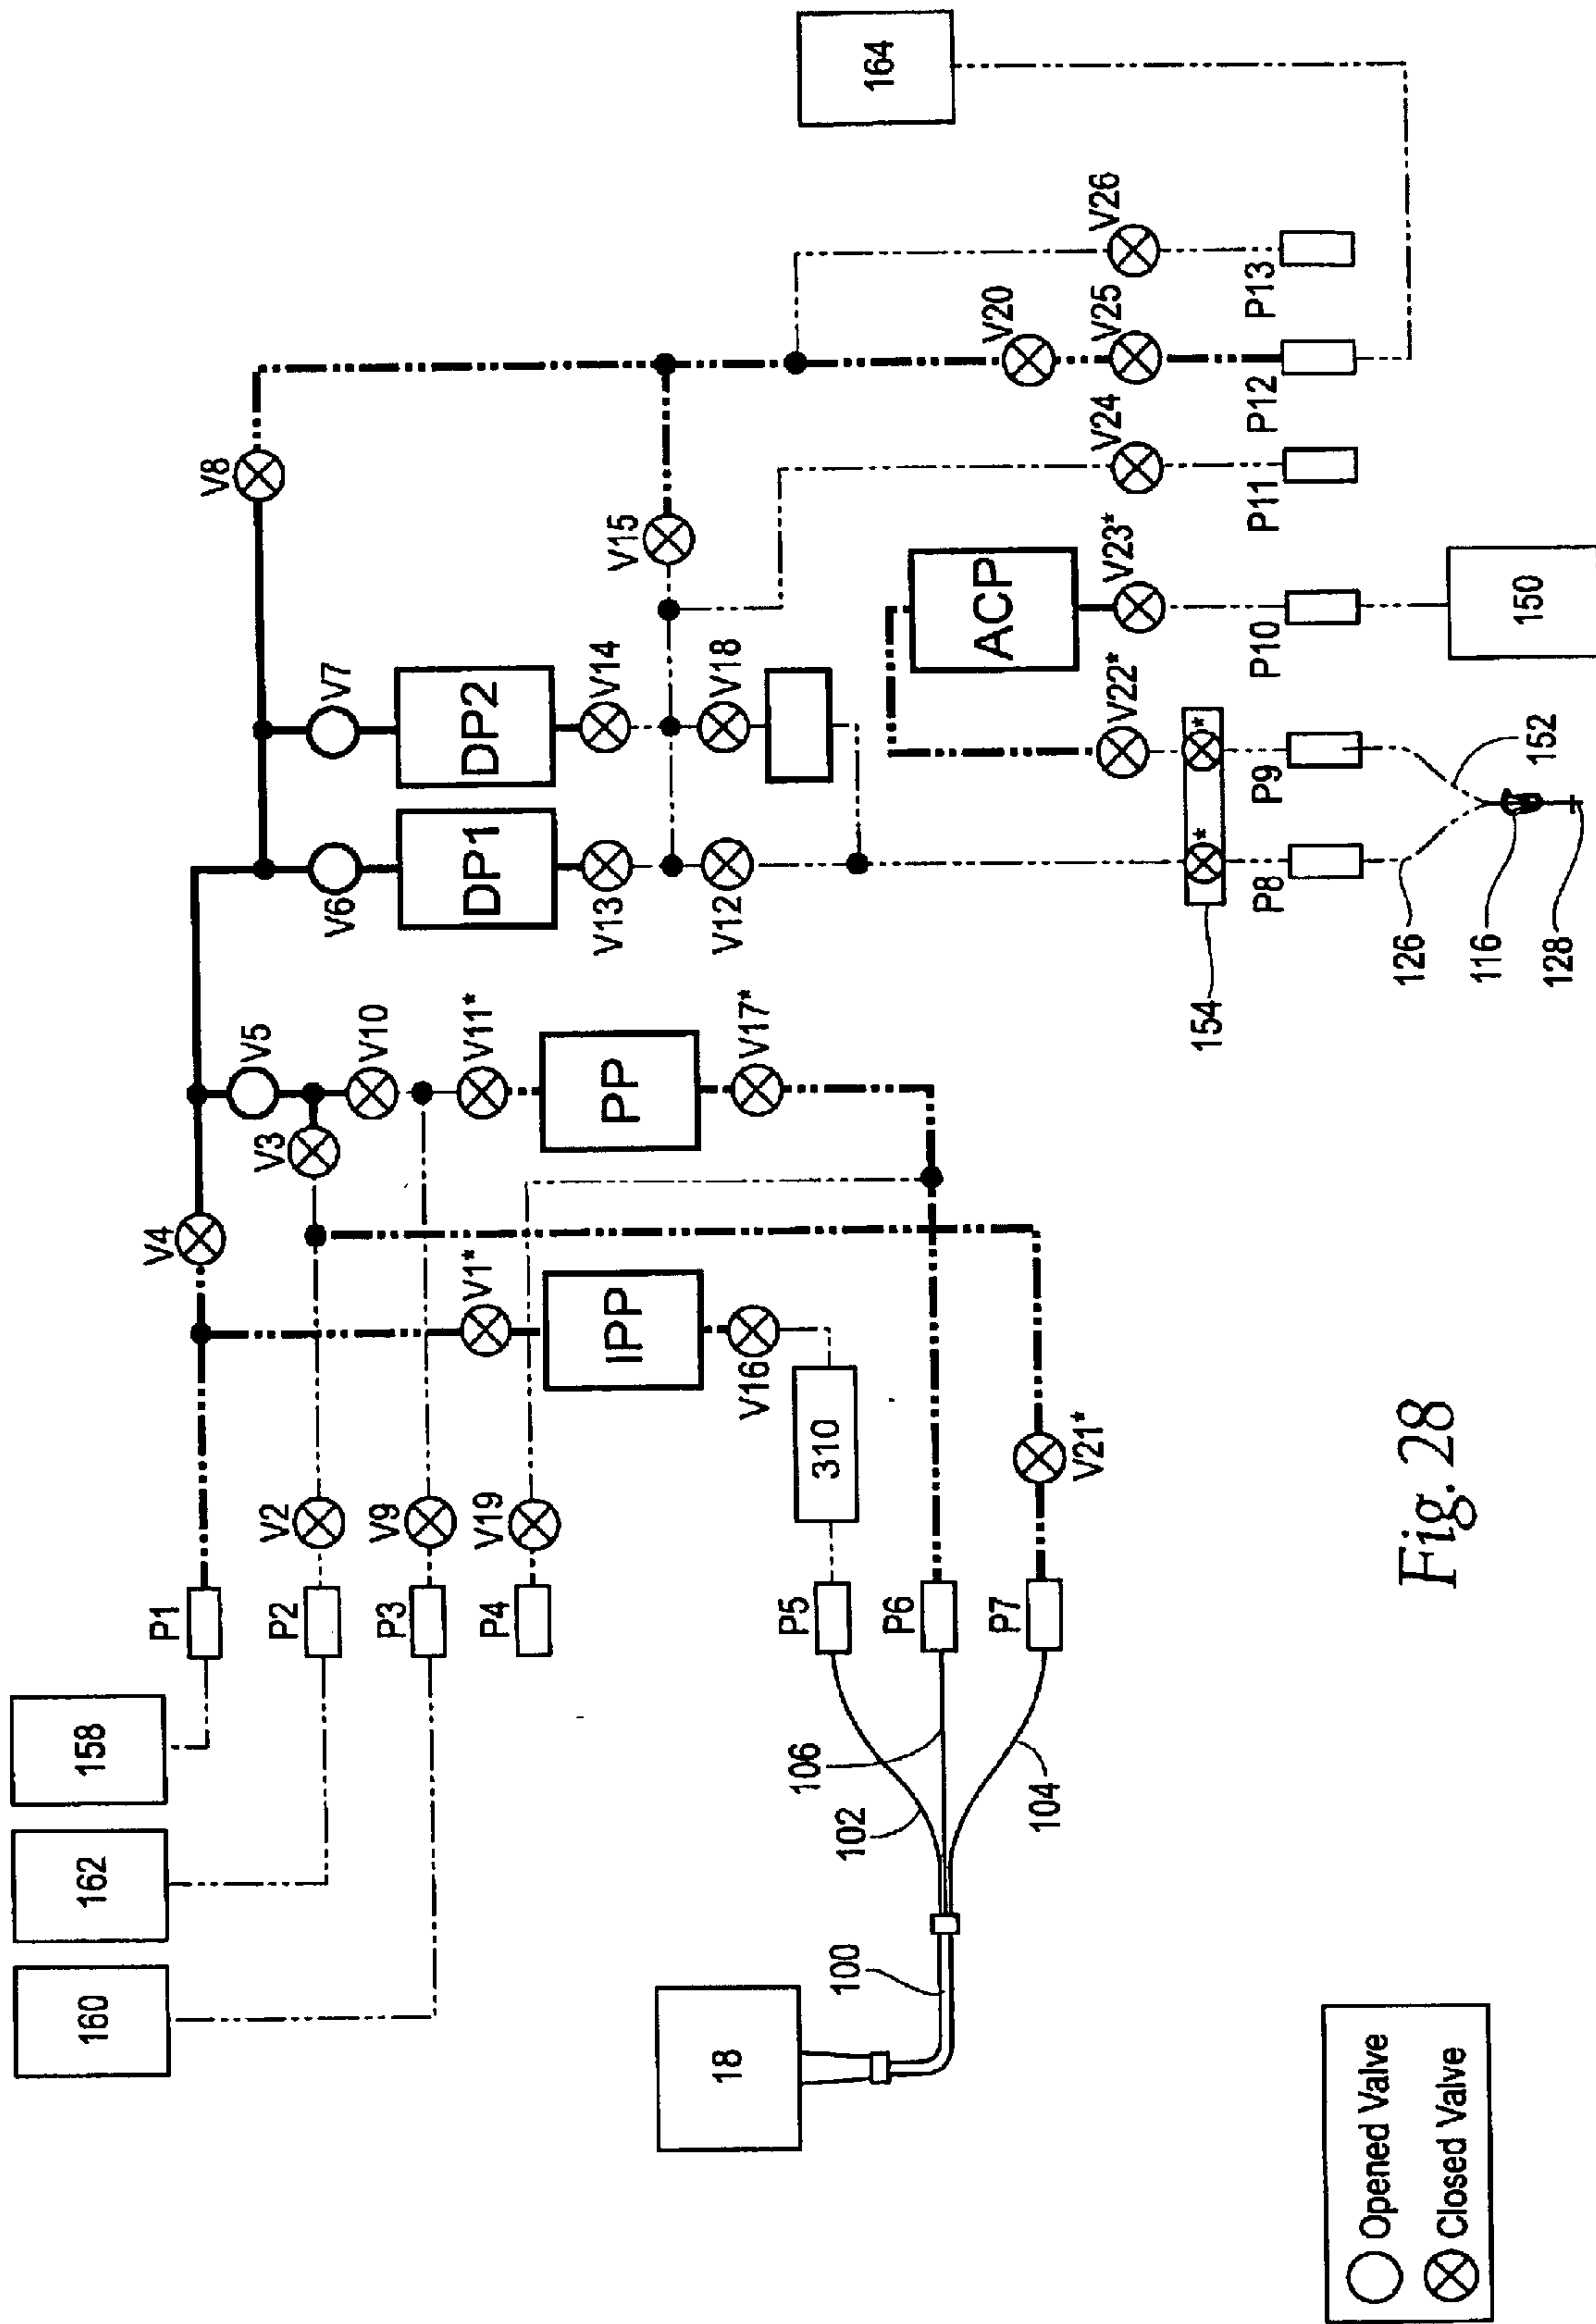 160
162
158
P1
P2
P3
P4
V2
V9
V19
V4
V3
V5
V10
V11*
V1*
IPP
V16
PP
V17*
310
P5
P6
P7
V21*
18
100
102
106
104
V6
V7
V8
DP1
DP2
V13
V14
V12
V18
V15
ACP
V22*
V23*
V24
V20
V25
V26
154
*
*
P8
P9
P10
P11
P12
P13
126
116
128
152
150
164
Opened Valve
Closed Valve
Fig. 28